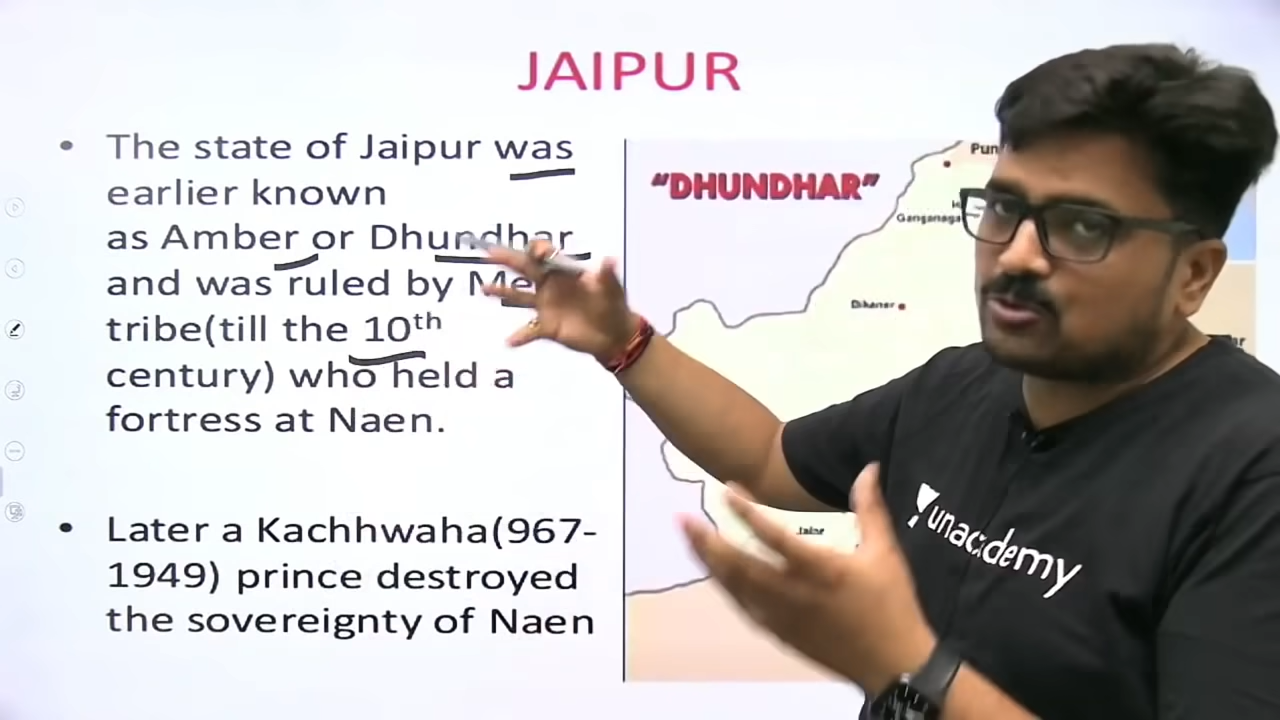 JAIPUR
• The state of Jaipur was
earlier known
as Amber or Dhundhar
and was ruled by
tribe(till the 10th
century) who held a
fortress at Naen.
• Later a Kachhwaha(967-
1949) prince destroyed
the sovereignty of Naen
“DHUNDHAR”
Bikaner
unacademy